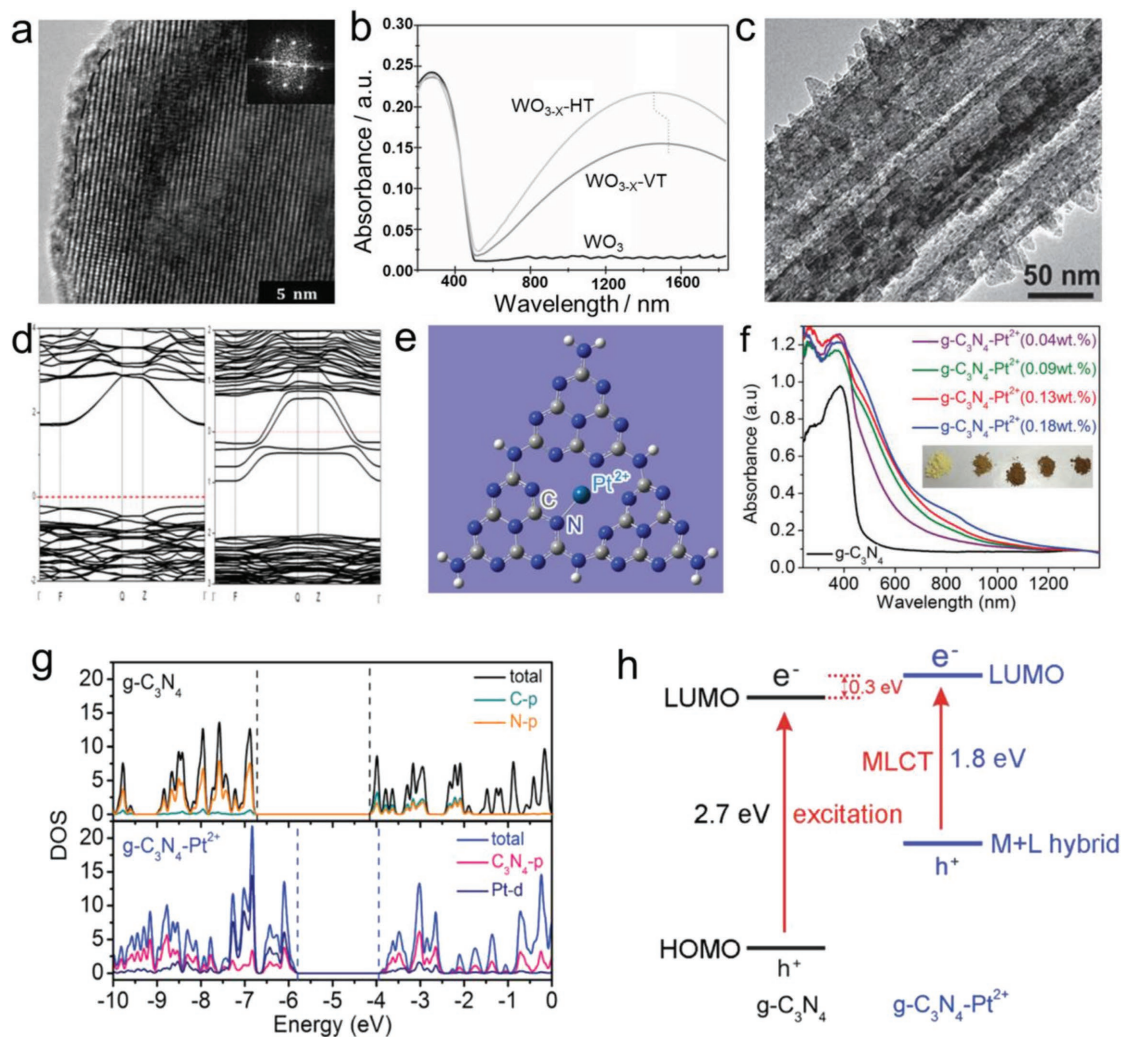 a
5 nm
b
Absorbance / a.u.
0.30
0.25
0.20
0.15
0.10
0.05
0.00
WO3-X-HT
WO3-X-VT
WO3
400
800
1200
1600
Wavelength / nm
c
50 nm
d
F
Q
Z
F
Q
Z
e
Pt2+
C
N
f
Absorbance (a.u)
1.2
1.0
0.8
0.6
0.4
0.2
0.0
g-C3N4-Pt2+(0.04wt.%)
g-C3N4-Pt2+(0.09wt.%)
g-C3N4-Pt2+(0.13wt.%)
g-C3N4-Pt2+(0.18wt.%)
g-C3N4
400
600
800
1000
1200
Wavelength (nm)
g
DOS
20
15
10
5
0
g-C3N4
total
C-p
N-p
20
15
10
5
0
g-C3N4-Pt2+
total
C3N4-p
Pt-d
-10 -9 -8 -7 -6 -5 -4 -3 -2 -1 0
Energy (eV)
h
e-
e-
LUMO
0.3 eV
LUMO
MLCT
1.8 eV
2.7 eV
excitation
M+L hybrid
h+
HOMO
h+
g-C3N4
g-C3N4-Pt2+